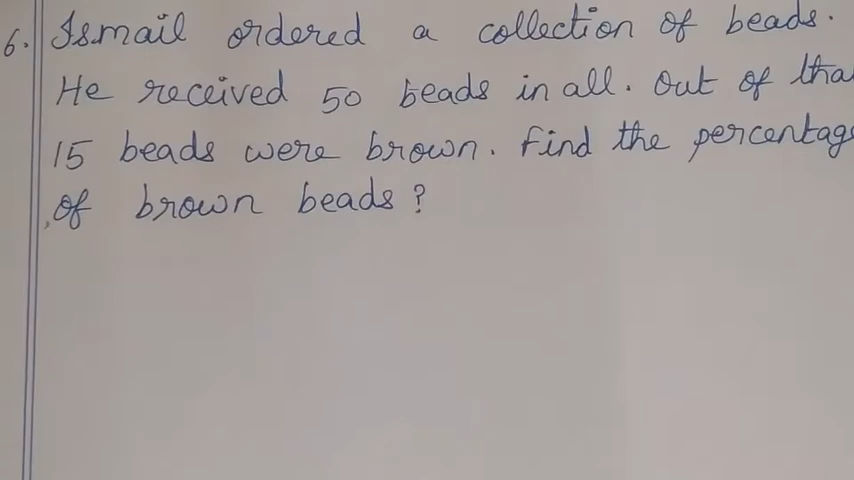 6. Ismail ordered a collection of beads.
He received 50 beads in all. Out of tha
15 beads were brown. Find the percentage
of brown beads?